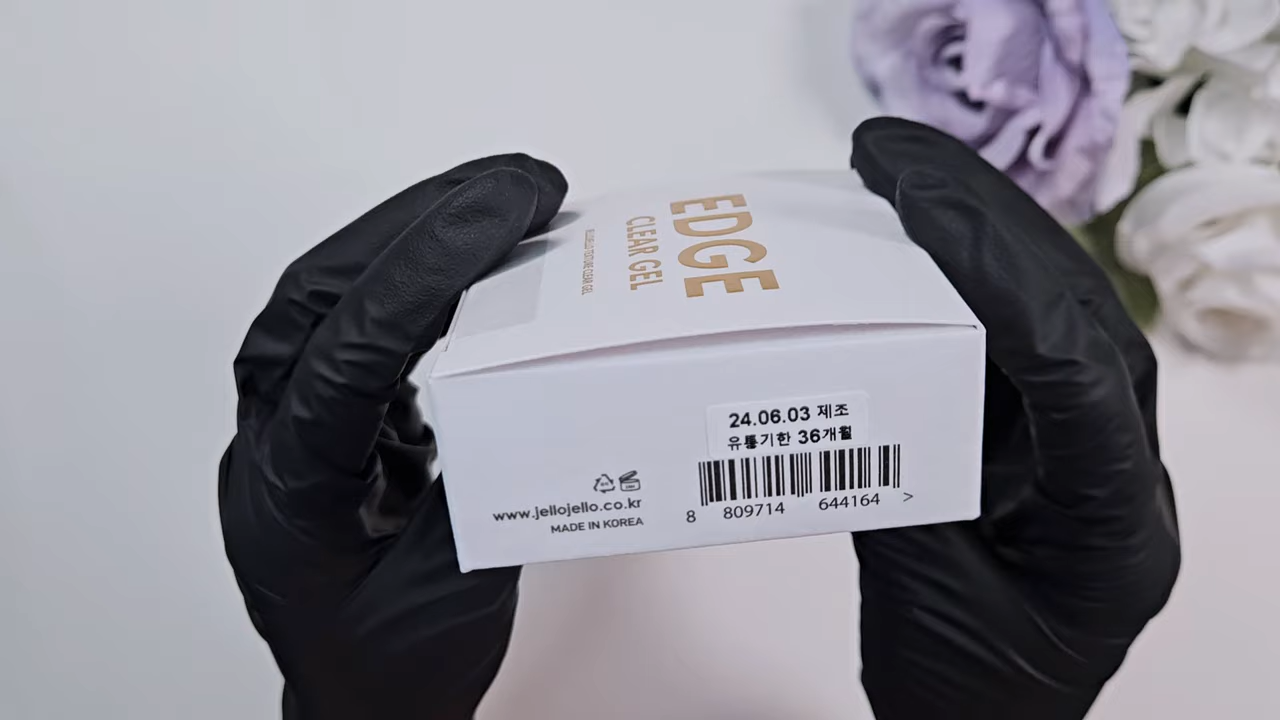 EDGE
CLEAR GEL
24.06.03 제조
유통기한 36개월
www.jellojello.co.kr
MADE IN KOREA
8 809714 644164 >